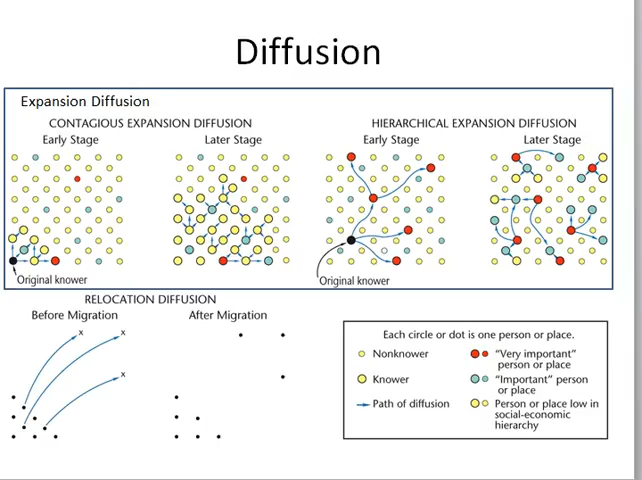 Diffusion
Expansion Diffusion
CONTAGIOUS EXPANSION DIFFUSION
Early Stage
Later Stage
Original knower
HIERARCHICAL EXPANSION DIFFUSION
Early Stage
Later Stage
Original knower
RELOCATION DIFFUSION
Before Migration
After Migration
x
x
x
Each circle or dot is one person or place.
Nonknower
Knower
Path of diffusion
"Very important"
person or place
"Important" person
or place
Person or place low in
social-economic
hierarchy